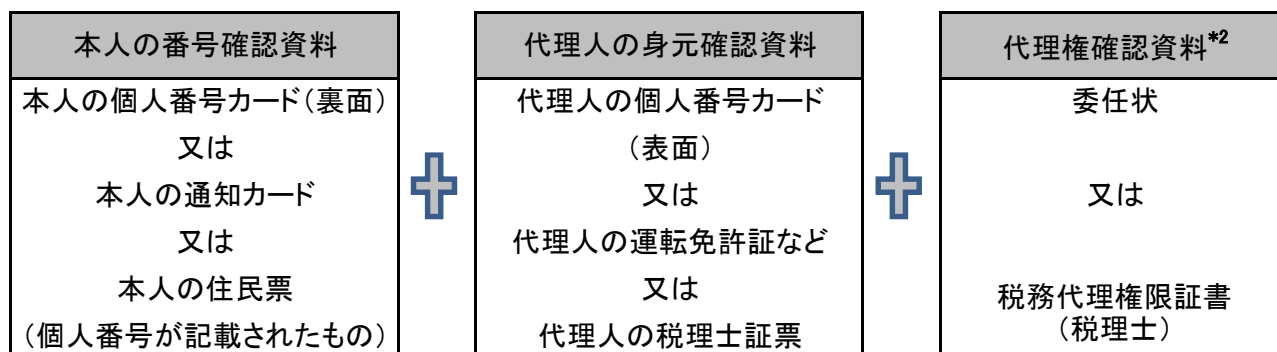 本人の番号確認資料
本人の個人番号カード（裏面）
又は
本人の通知カード
又は
本人の住民票
（個人番号が記載されたもの）
代理人の身元確認資料
代理人の個人番号カード
（表面）
又は
代理人の運転免許証など
又は
代理人の税理士証票
代理権確認資料*2
委任状
又は
税務代理権限証書
（税理士）